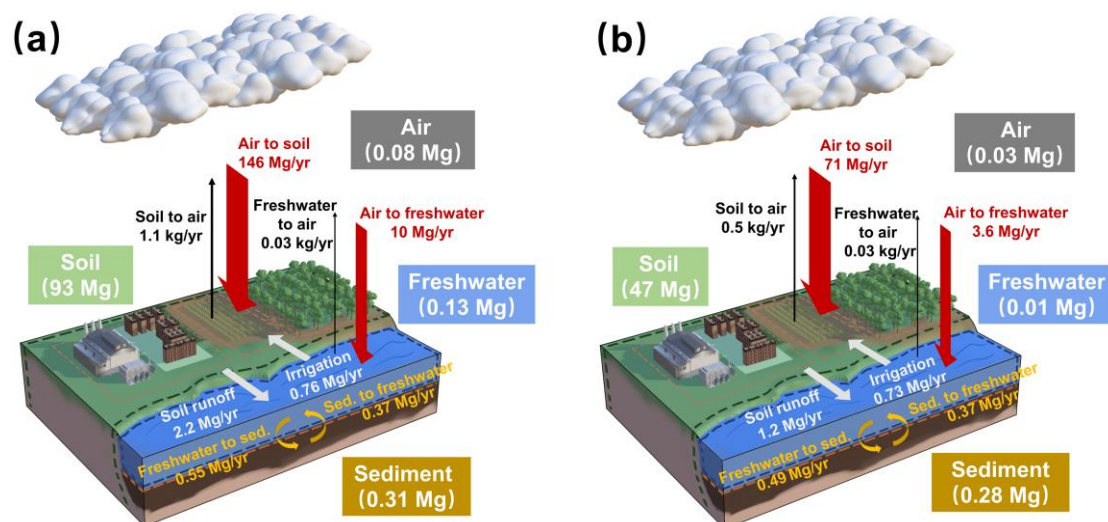 (a)
Air
(0.08 Mg)
Air to soil
146 Mg/yr
Soil to air
1.1 kg/yr
Freshwater
to air
0.03 kg/yr
Air to freshwater
10 Mg/yr
Soil
(93 Mg)
Freshwater
(0.13 Mg)
Irrigation
0.76 Mg/yr
Soil runoff
2.2 Mg/yr
Sed. to freshwater
0.37 Mg/yr
Freshwater to sed.
0.55 Mg/yr
Sediment
(0.31 Mg)
(b)
Air
(0.03 Mg)
Air to soil
71 Mg/yr
Soil to air
0.5 kg/yr
Freshwater
to air
0.03 kg/yr
Air to freshwater
3.6 Mg/yr
Soil
(47 Mg)
Freshwater
(0.01 Mg)
Irrigation
0.73 Mg/yr
Soil runoff
1.2 Mg/yr
Sed. to freshwater
0.37 Mg/yr
Freshwater to sed.
0.49 Mg/yr
Sediment
(0.28 Mg)